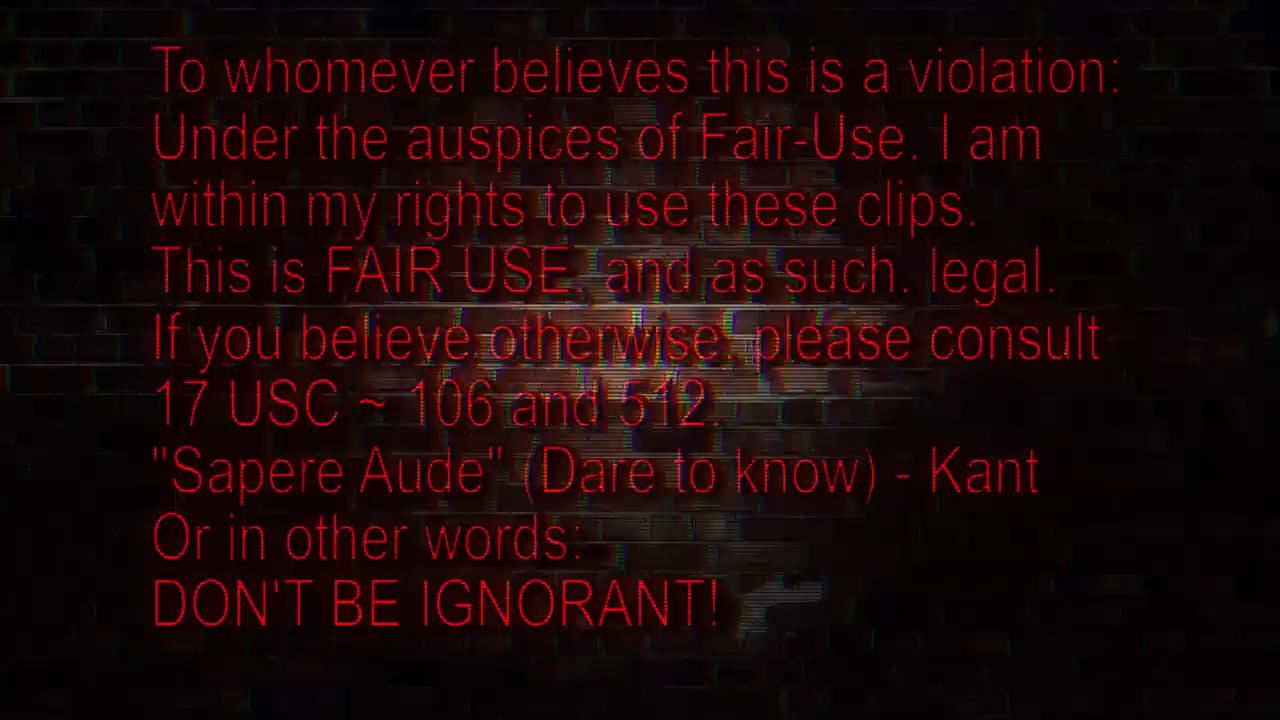 To whomever believes this is a violation:
Under the auspices of Fair-Use. I am
within my rights to use these clips.
This is FAIR USE, and as such, legal.
If you believe otherwise, please consult
17 USC ~ 106 and 512.
"Sapere Aude" (Dare to know) - Kant
Or in other words:
DON'T BE IGNORANT!